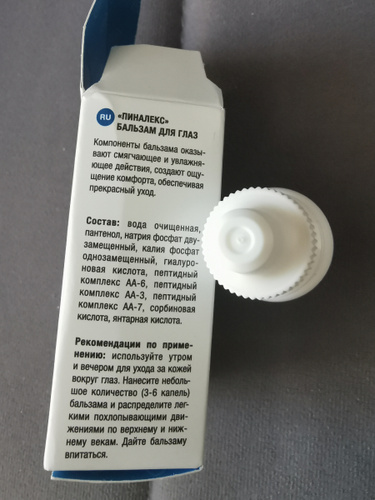 RU
«ПИНАЛЕКС»
БАЛЬЗАМ ДЛЯ ГЛАЗ
Компоненты бальзама оказы-
вают смягчающее и увлажня-
ющее действия, создают ощу-
щение комфорта, обеспечивая
прекрасный уход.
Состав: вода очищенная,
пантенол, натрия фосфат дву-
замещенный, калия фосфат
однозамещенный, гиалуро-
новая кислота, пептидный
комплекс АА-6, пептидный
комплекс АА-3, пептидный
комплекс АА-7, сорбиновая
кислота, янтарная кислота.
Рекомендации по приме-
нению: используйте утром
и вечером для ухода за кожей
вокруг глаз. Нанесите неболь-
шое количество (3-6 капель)
бальзама и распределите лег-
кими похлопывающими дви-
жениями по верхнему и ниж-
нему векам. Дайте бальзаму
впитаться.